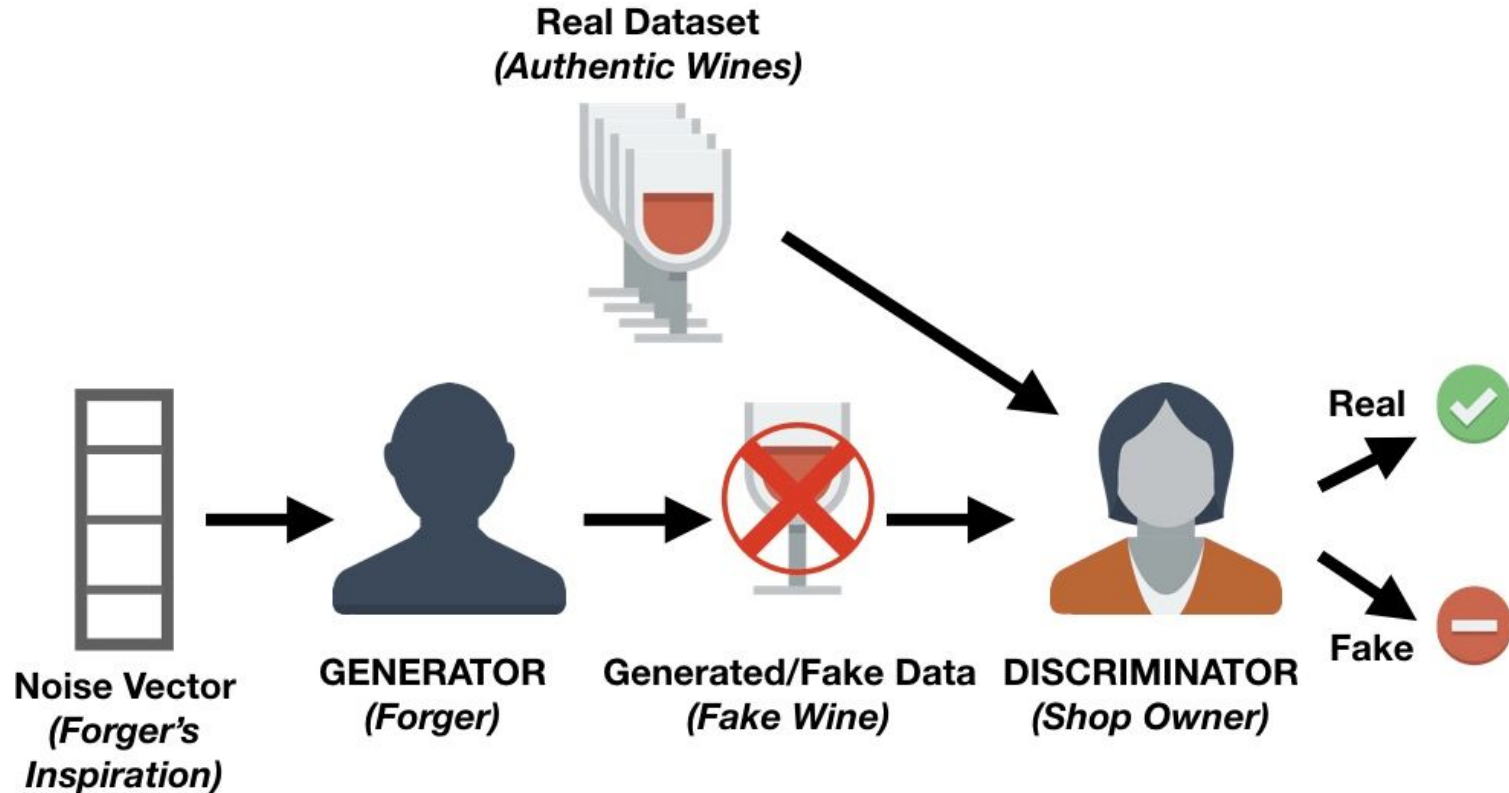 Real Dataset
(Authentic Wines)
Real
Fake
Noise Vector
(Forger's
Inspiration)
GENERATOR
(Forger)
Generated/Fake Data
(Fake Wine)
DISCRIMINATOR
(Shop Owner)